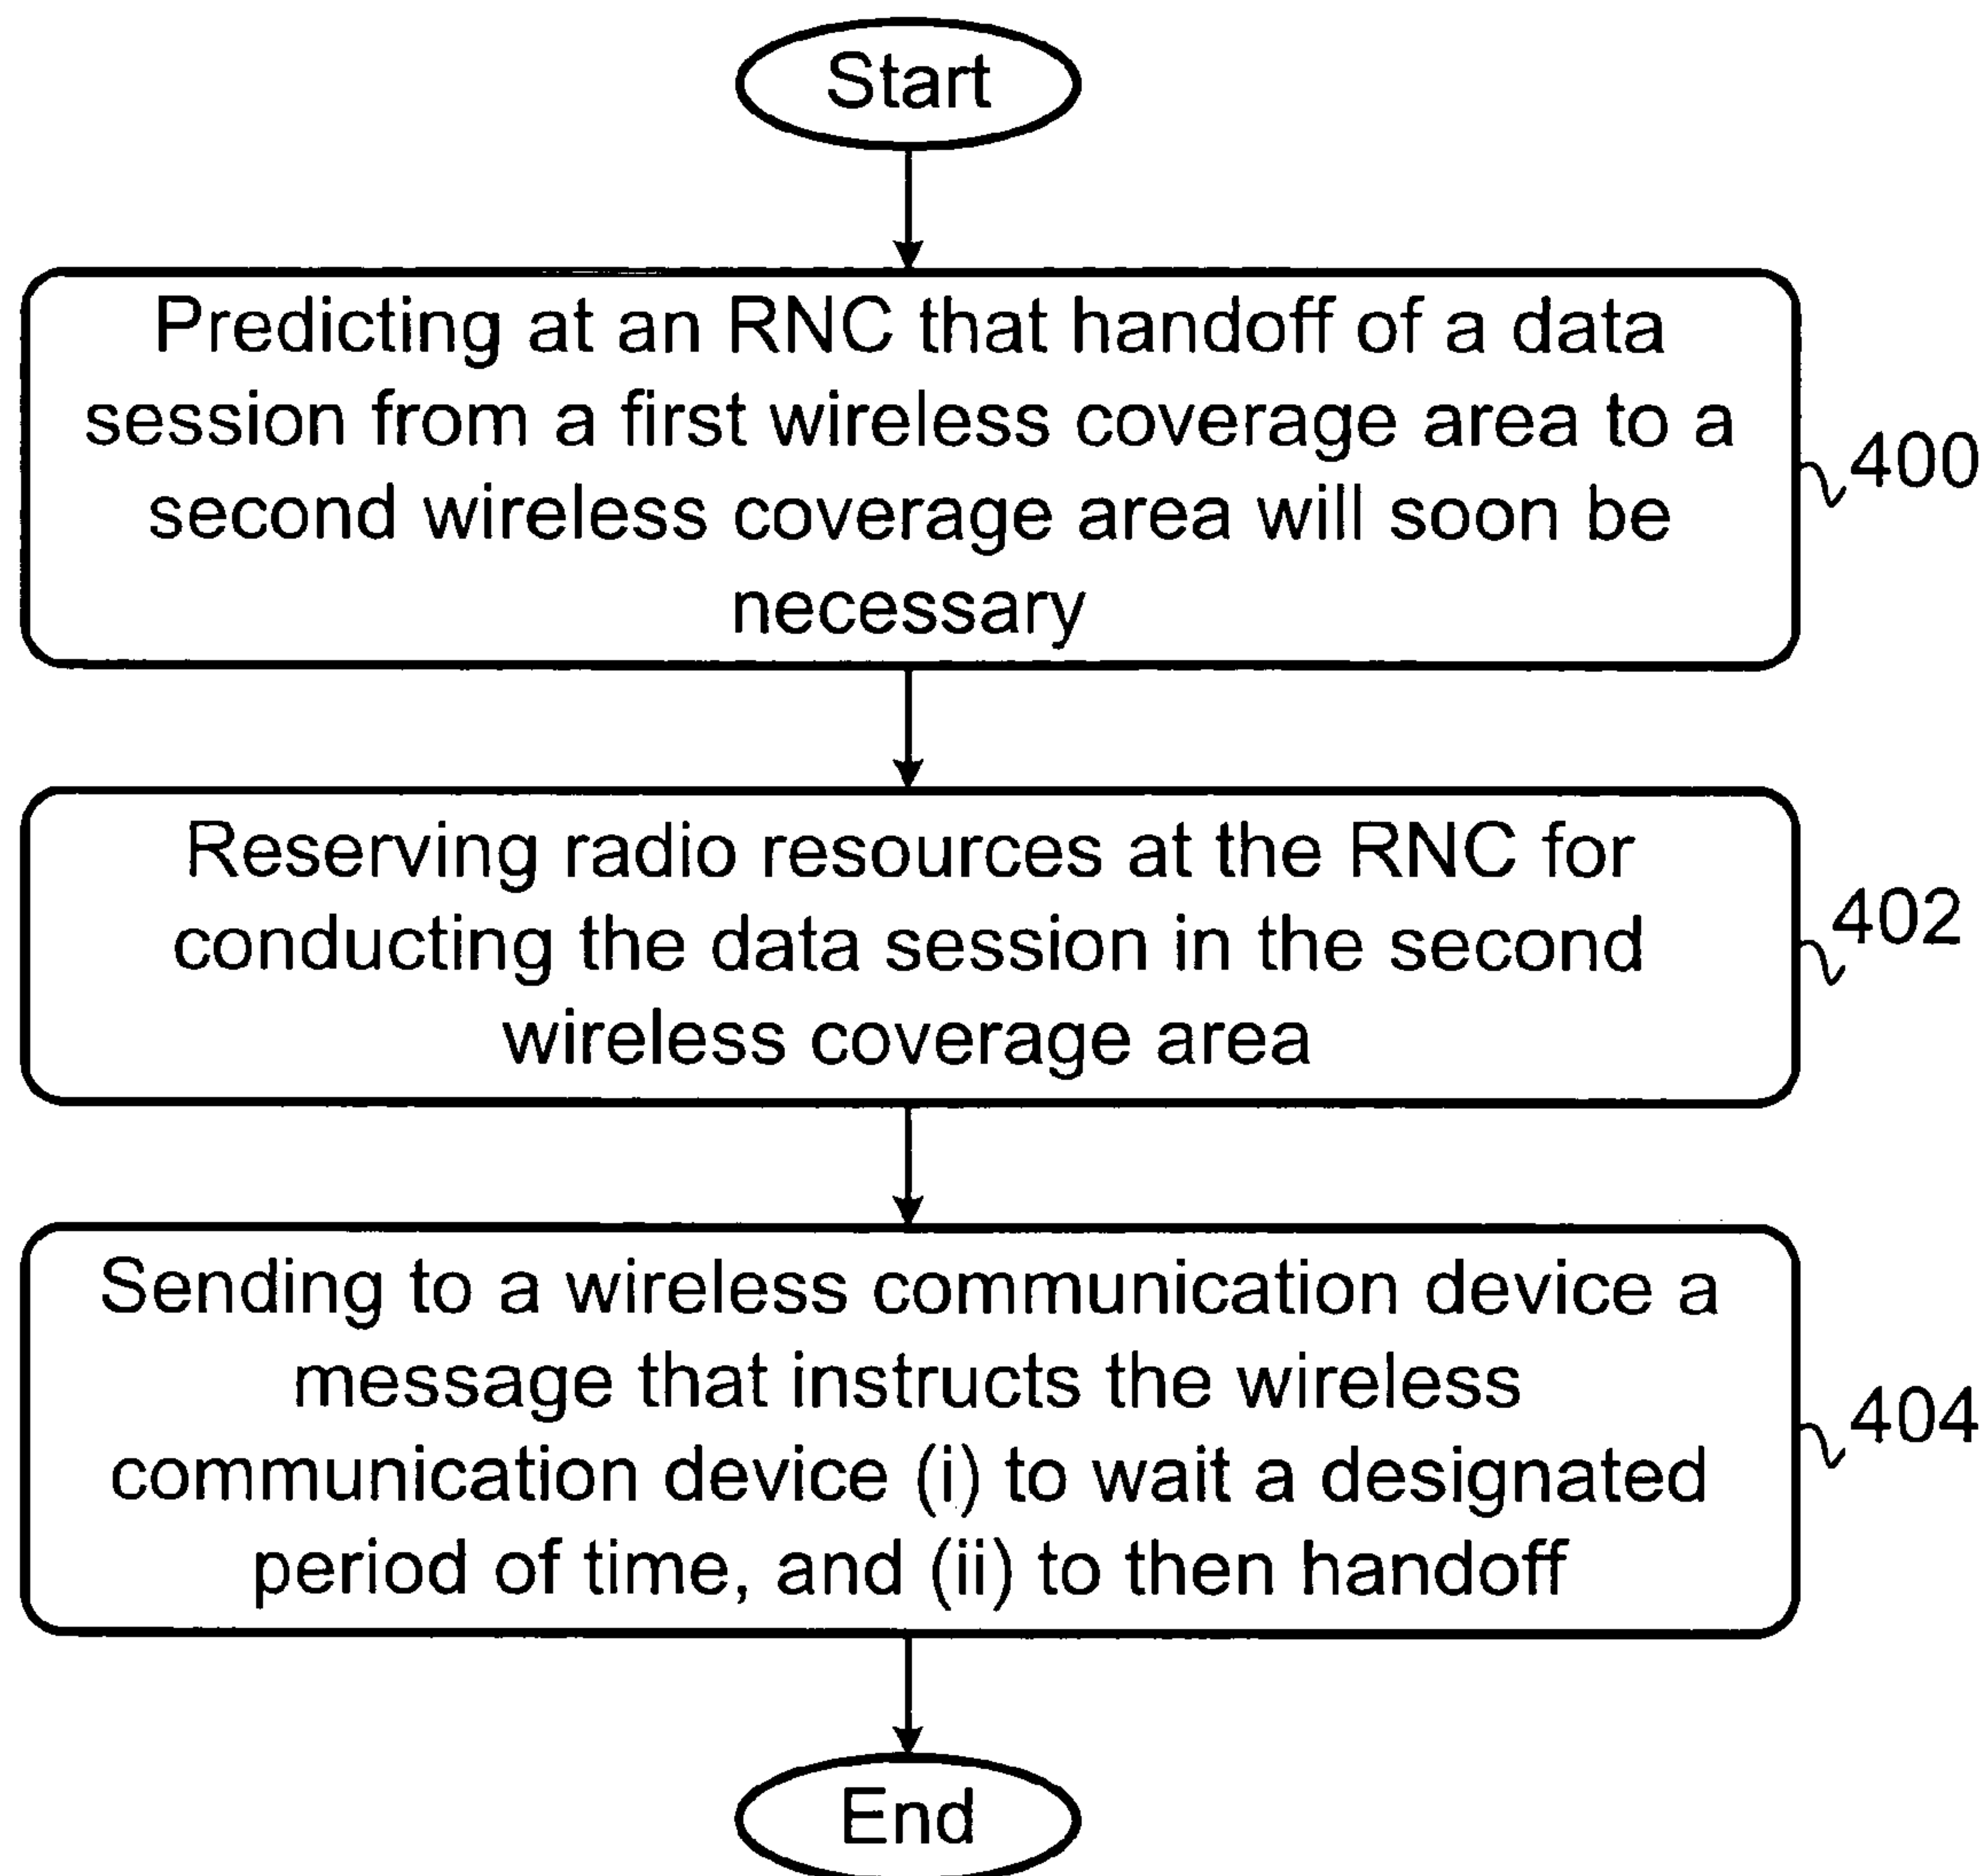 Start
Predicting at an RNC that handoff of a data
session from a first wireless coverage area to a
second wireless coverage area will soon be
necessary
400
Reserving radio resources at the RNC for
conducting the data session in the second
wireless coverage area
402
Sending to a wireless communication device a
message that instructs the wireless
communication device (i) to wait a designated
period of time, and (ii) to then handoff
404
End